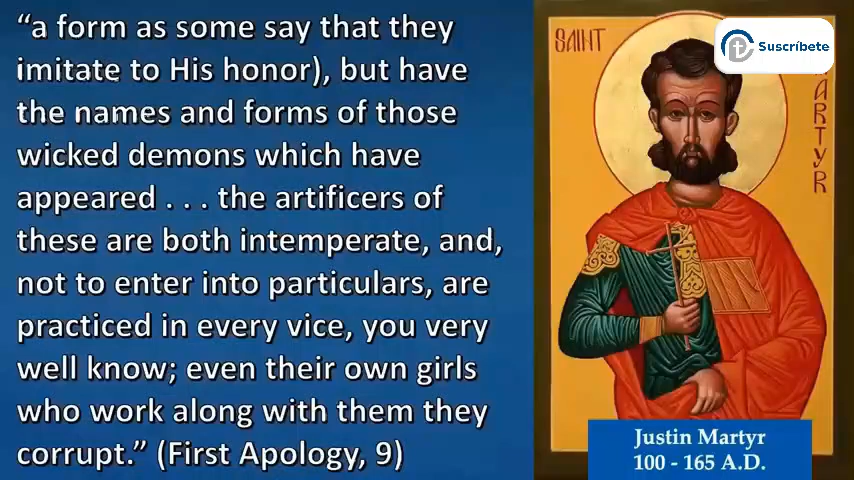 “a form as some say that they
imitate to His honor), but have
the names and forms of those
wicked demons which have
appeared . . . the artificers of
these are both intemperate, and,
not to enter into particulars, are
practiced in every vice, you very
well know; even their own girls
who work along with them they
corrupt.” (First Apology, 9)
SAINT
Suscríbete
ARTYR
Justin Martyr
100 - 165 A.D.